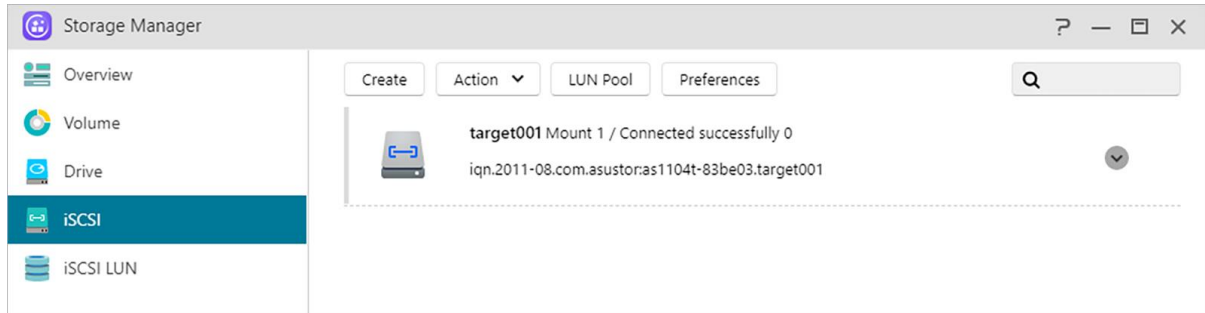 Storage Manager
Overview
Volume
Drive
iSCSI
iSCSI LUN
Create
Action
LUN Pool
Preferences
target001 Mount 1 / Connected successfully 0
iqn.2011-08.com.asustor:as1104t-83be03.target001